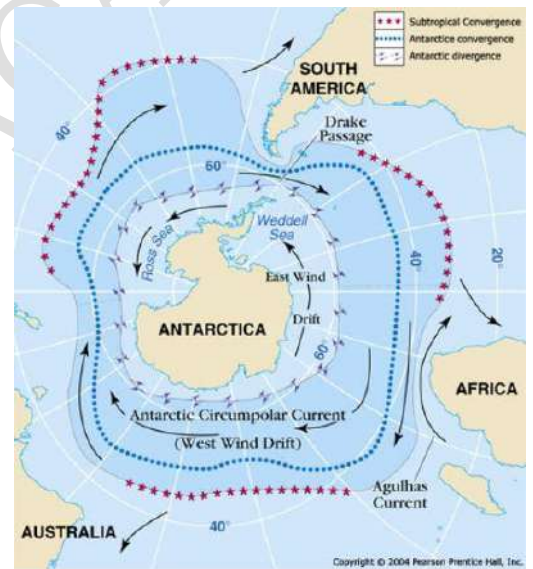 Subtropical Convergence
Antarctice convergence
Antarctic divergence
SOUTH
AMERICA
Drake
Passage
40°
60°
Weddell
Sea
Ross Sea
East Wind
Drift
40°
20°
ANTARCTICA
60
AFRICA
Antarctic Circumpolar Current
(West Wind Drift)
Agulhas
Current
AUSTRALIA
40°
Copyright © 2004 Pearson Prentice Hall, Inc.